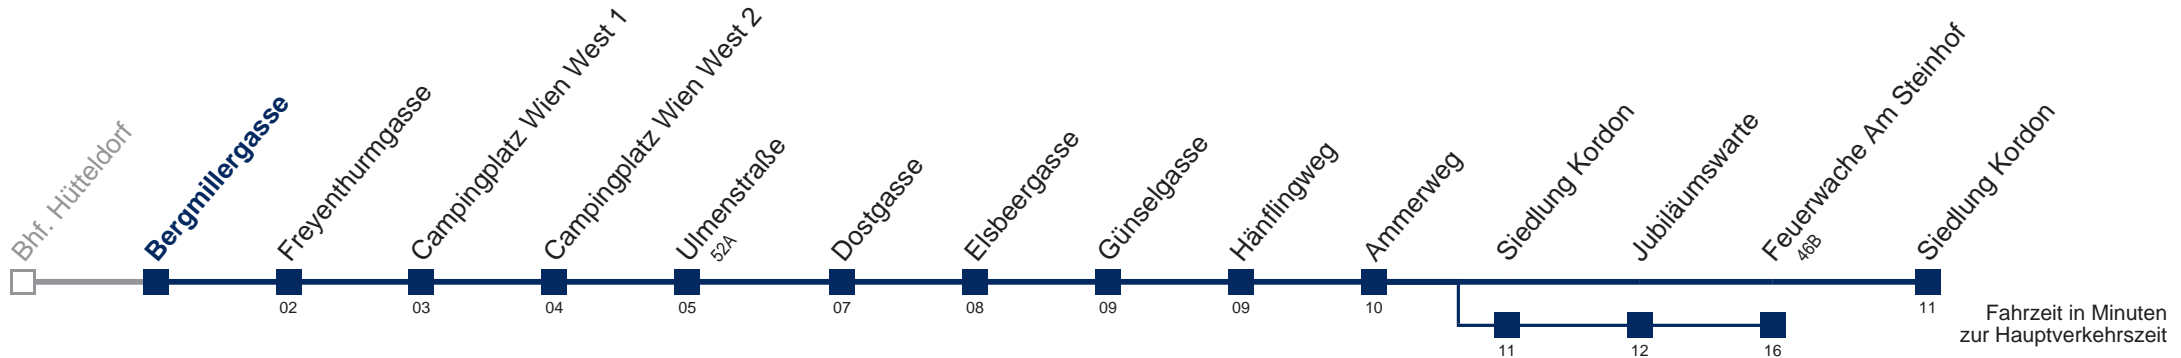 Bhf. Hütteldorf
Bergmillergasse
Freyenthurmgasse
Campingplatz Wien West 1
Campingplatz Wien West 2
Ulmenstraße
52A
Dostgasse
Elsbeergasse
Günselgasse
Hänflingweg
Ammerweg
Siedlung Kordon
Jubiläumswarte
Feuerwache Am Steinhof
46B
Siedlung Kordon
02
03
04
05
07
08
09
09
10
11
11
12
16
Fahrzeit in Minuten
zur Hauptverkehrszeit